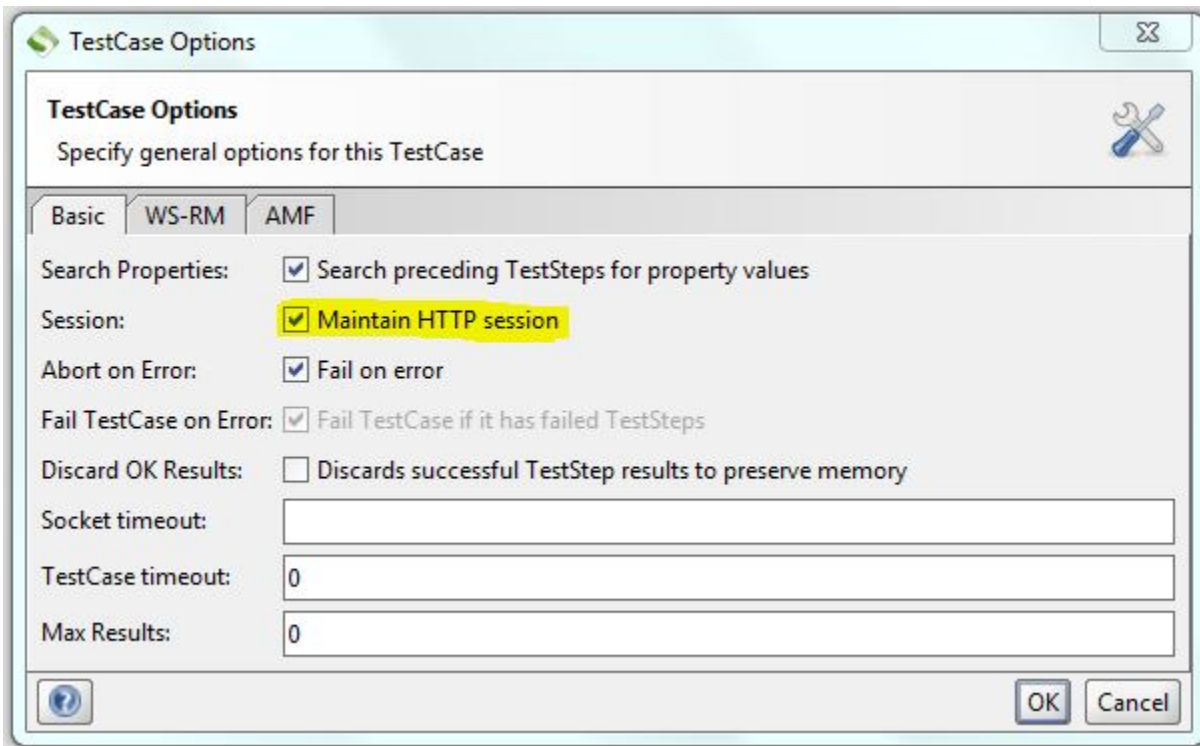 TestCase Options
TestCase Options
Specify general options for this TestCase
Basic WS-RM AMF
Search Properties: Search preceding TestSteps for property values
Session: Maintain HTTP session
Abort on Error: Fail on error
Fail TestCase on Error: Fail TestCase if it has failed TestSteps
Discard OK Results: Discards successful TestStep results to preserve memory
Socket timeout:
TestCase timeout: 0
Max Results: 0
? OK Cancel